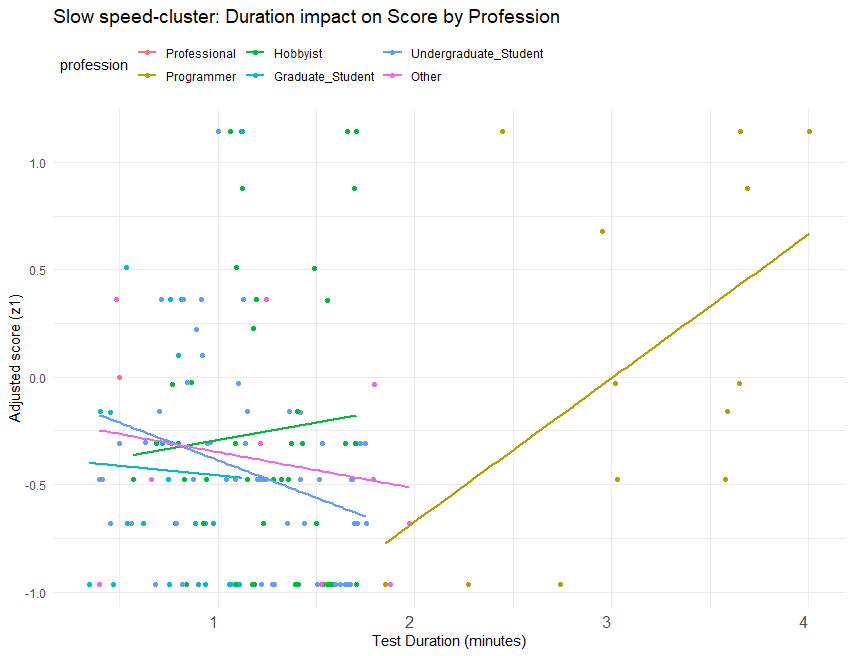 Slow speed-cluster: Duration impact on Score by Profession
profession
Professional Hobbyist Undergraduate_Student
Programmer Graduate_Student Other
1.0
0.5
0.0
-0.5
-1.0
Adjusted score (z1)
1 2 3 4
Test Duration (minutes)